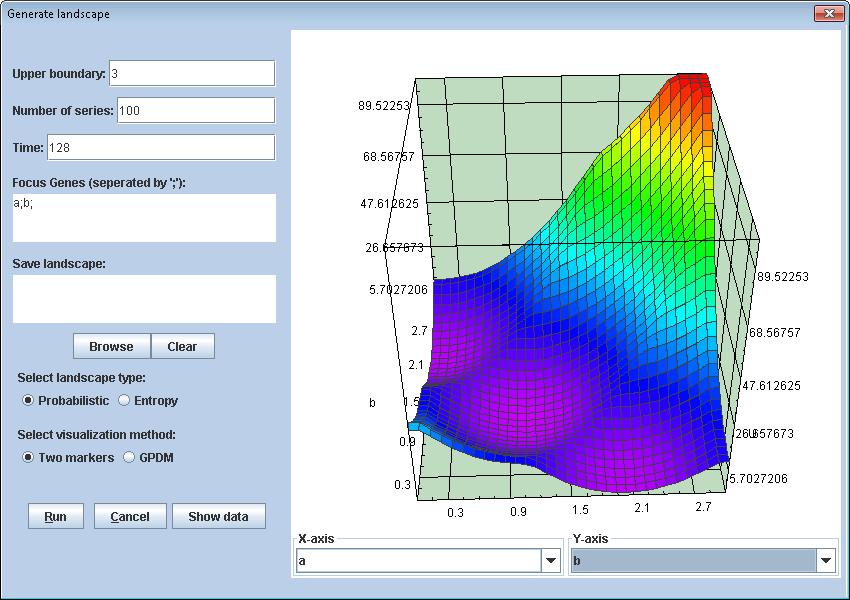 Generate landscape
Upper boundary: 3
Number of series: 100
Time: 128
Focus Genes (seperated by ';'):
a;b;
Save landscape:
Browse Clear
Select landscape type:
Probabilistic Entropy
Select visualization method:
Two markers GPDM
Run Cancel Show data
89.52253
68.56757
47.612625
26.657673
5.7027206
2.7
2.1
b
1.5
0.9
0.3
0.3 0.9 1.5 2.1 2.7
89.52253
68.56757
47.612625
26.657673
5.7027206
X-axis
a
Y-axis
b